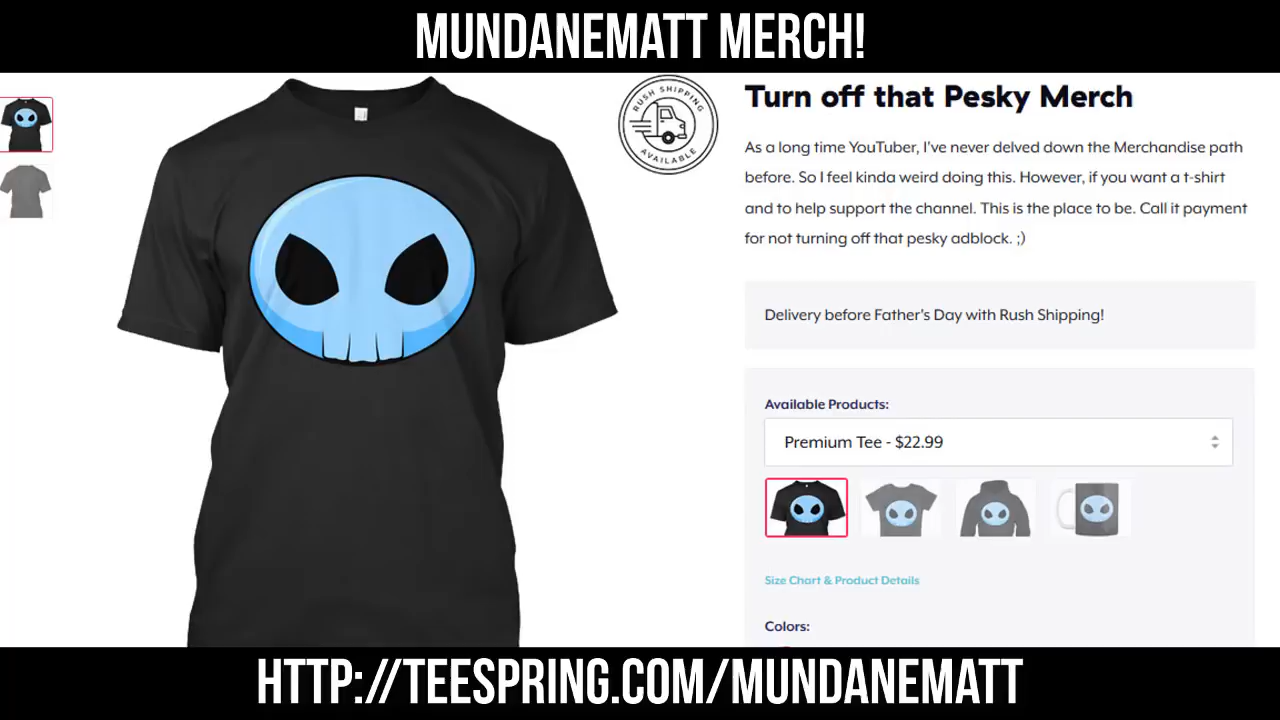 MUNDANEMATT MERCH!
RUSH SHIPPING
AVAILABLE
Turn off that Pesky Merch
As a long time YouTuber, I've never delved down the Merchandise path
before. So I feel kinda weird doing this. However, if you want a t-shirt
and to help support the channel. This is the place to be. Call it payment
for not turning off that pesky adblock. ;)
Delivery before Father's Day with Rush Shipping!
Available Products:
Premium Tee - $22.99
Size Chart & Product Details
Colors:
HTTP://TEESPRING.COM/MUNDANEMATT